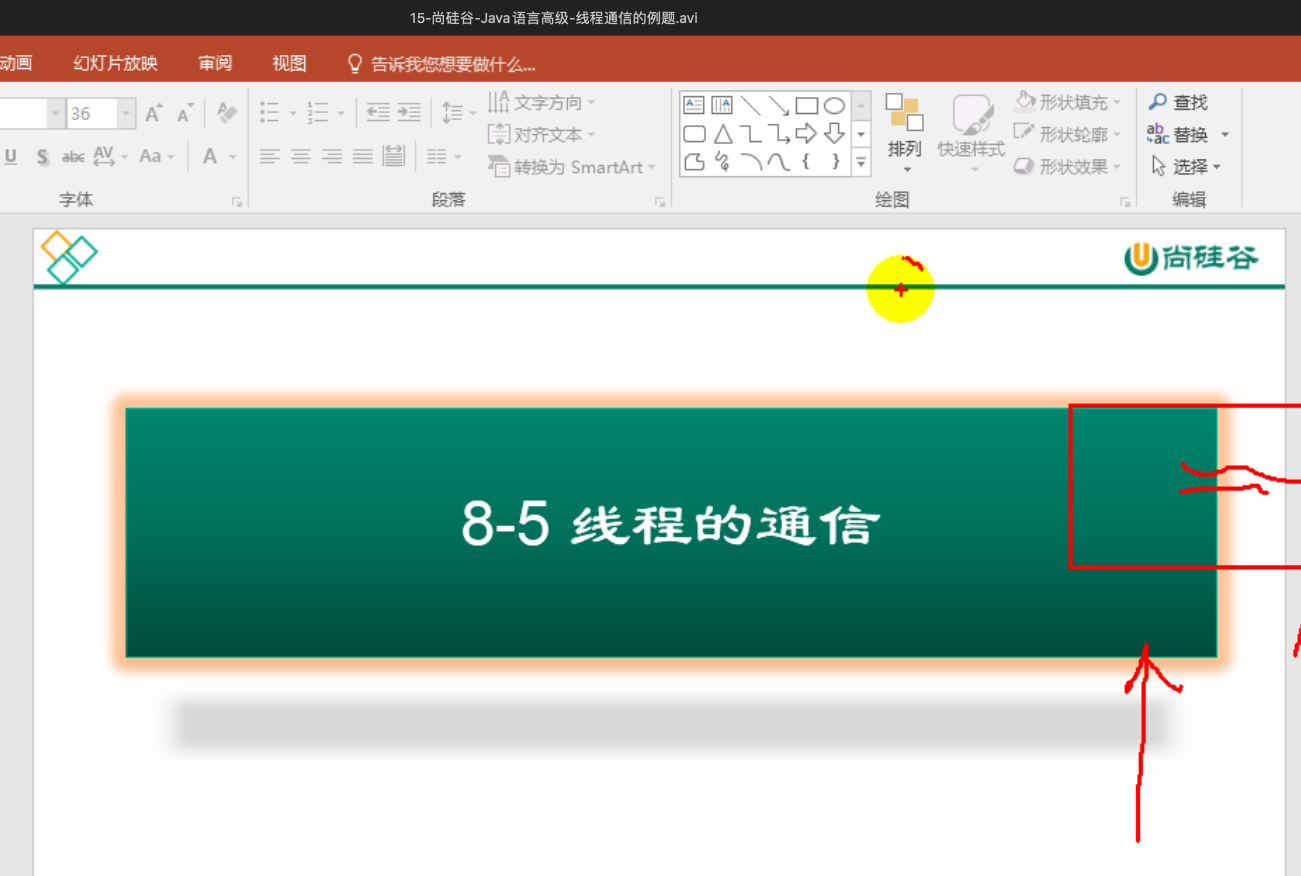 15-尚硅谷-Java语言高级-线程通信的例题.avi
动画 幻灯片放映 审阅 视图 告诉我您想要做什么...
36 A A 文字方向 形状填充 查找
对齐文本 排列 快速样式 形状轮廓 替换
U S abc AV Aa A 转换为 SmartArt 形状效果 选择
字体 段落 绘图 编辑
尚硅谷
8-5 线程的通信